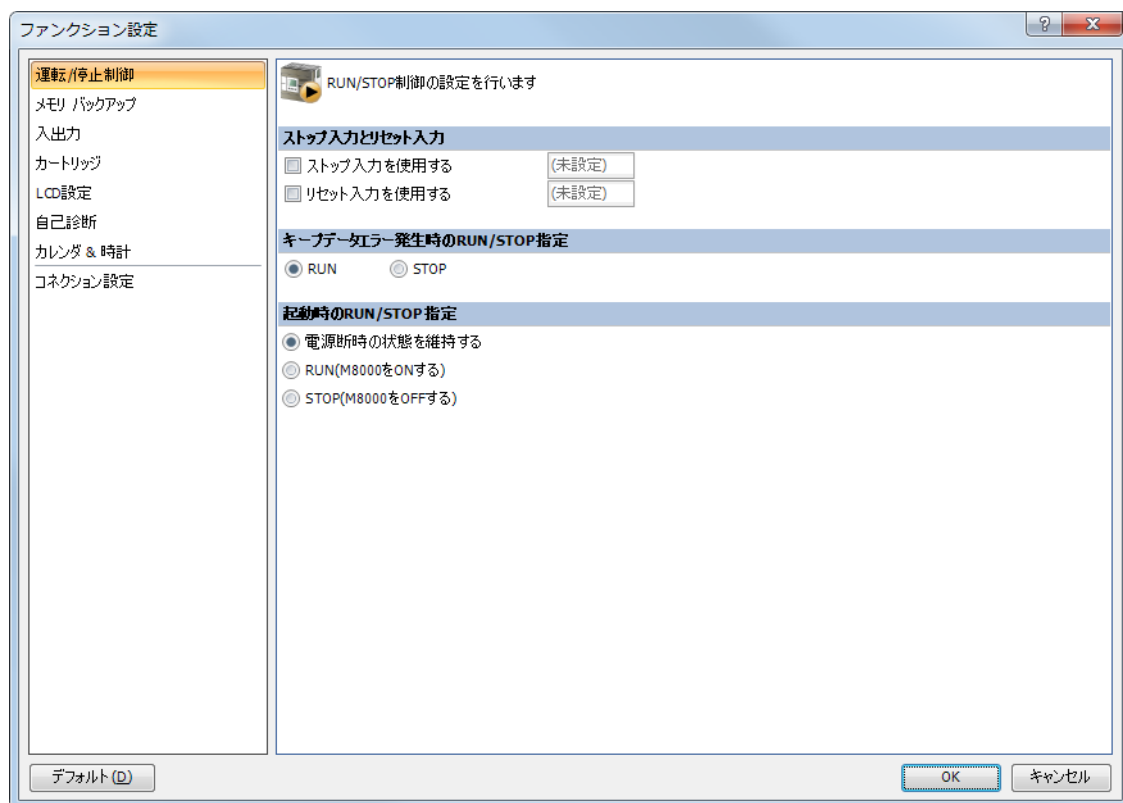 ファンクション設定
?
運転/停止制御
メモリ バックアップ
入出力
カートリッジ
LCD設定
自己診断
カレンダ & 時計
コネクション設定
RUN/STOP制御の設定を行います
ストップ入力とリセット入力
ストップ入力を使用する (未設定)
リセット入力を使用する (未設定)
キープデータエラー発生時のRUN/STOP指定
RUN STOP
起動時のRUN/STOP指定
電源断時の状態を維持する
RUN(M8000をONする)
STOP(M8000をOFFする)
デフォルト(D) OK キャンセル